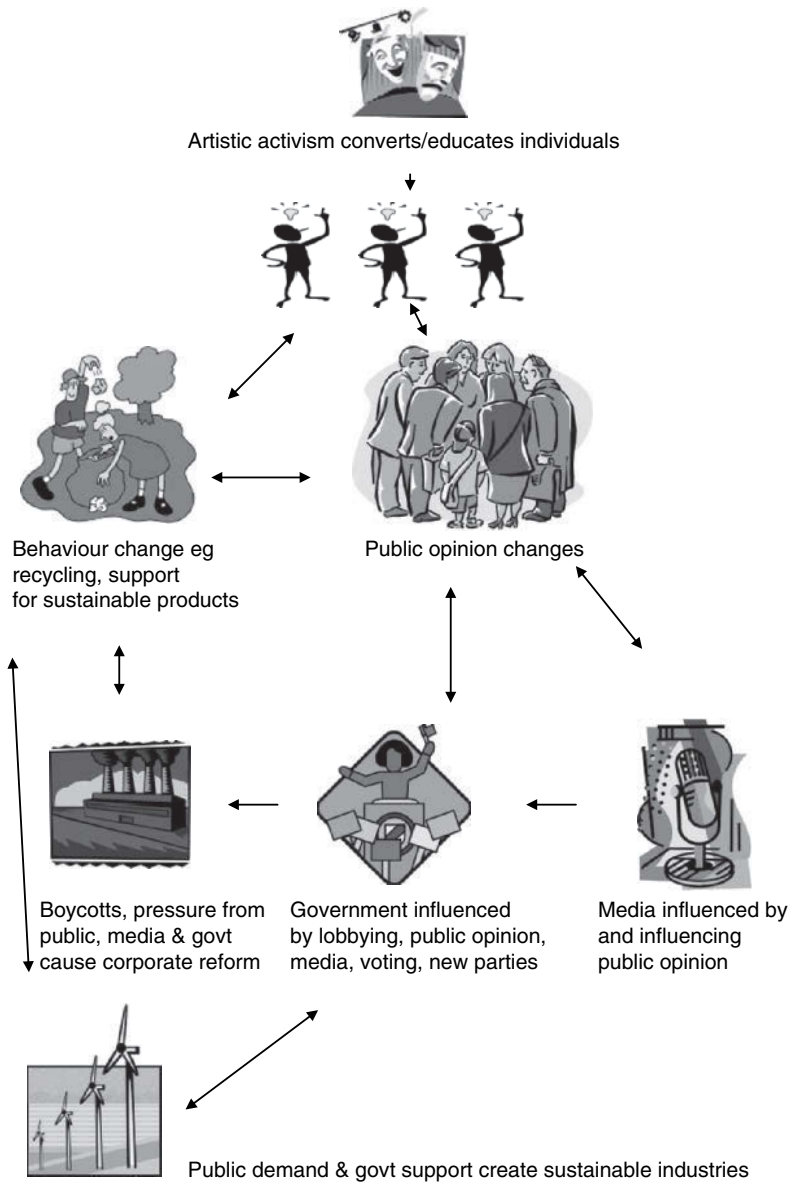 Artistic activism converts/educates individuals
Behaviour change eg
recycling, support
for sustainable products
Public opinion changes
Boycotts, pressure from
public, media & govt
cause corporate reform
Government influenced
by lobbying, public opinion,
media, voting, new parties
Media influenced by
and influencing
public opinion
Public demand & govt support create sustainable industries